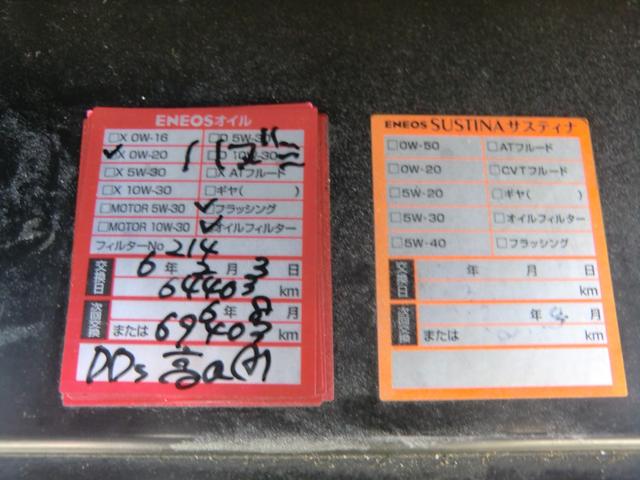 ENEOSオイル
□X 0W-16 □D 5W-30
✓X 0W-20 □D 10W-30
□X 5W-30 □X ATフルード
□X 10W-30 □ギヤ( )
□MOTOR 5W-30 ✓フラッシング
□MOTOR 10W-30 ✓オイルフィルター
フィルターNo 214
交換日 6年 月 3日
64403 km
次回交換 6年8月
または 69403 km
DDs
ENEOS SUSTINA サスティナ
□0W-50 □ATフルード
□0W-20 □CVTフルード
□5W-20 □ギヤ( )
□5W-30 □オイルフィルター
□5W-40 □フラッシング
交換日 年 月 日
km
次回交換 年 月
または km